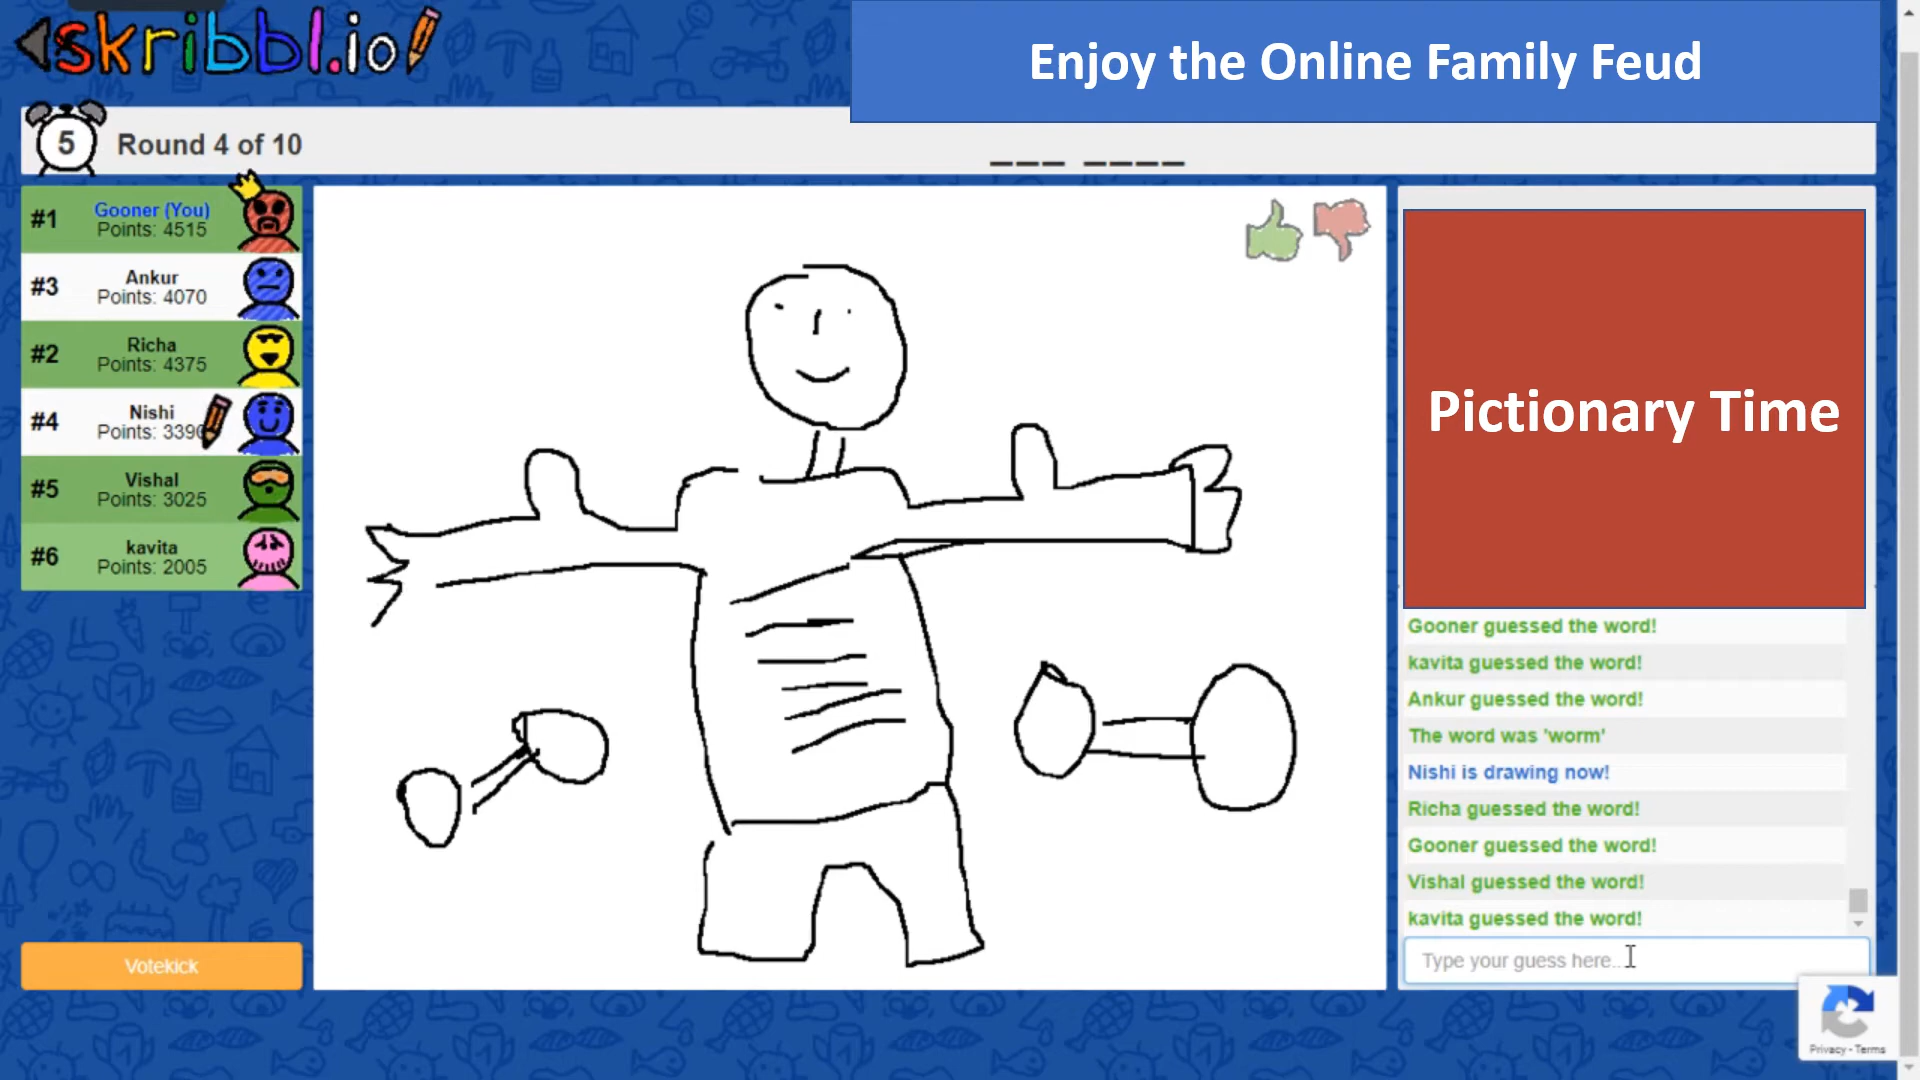 skribbl.io
Enjoy the Online Family Feud
5
Round 4 of 10
___ ____
#1
Gooner (You)
Points: 4515
#3
Ankur
Points: 4070
#2
Richa
Points: 4375
#4
Nishi
Points: 3390
#5
Vishal
Points: 3025
#6
kavita
Points: 2005
Votekick
Pictionary Time
Gooner guessed the word!
kavita guessed the word!
Ankur guessed the word!
The word was 'worm'
Nishi is drawing now!
Richa guessed the word!
Gooner guessed the word!
Vishal guessed the word!
kavita guessed the word!
Type your guess here...
Privacy - Terms